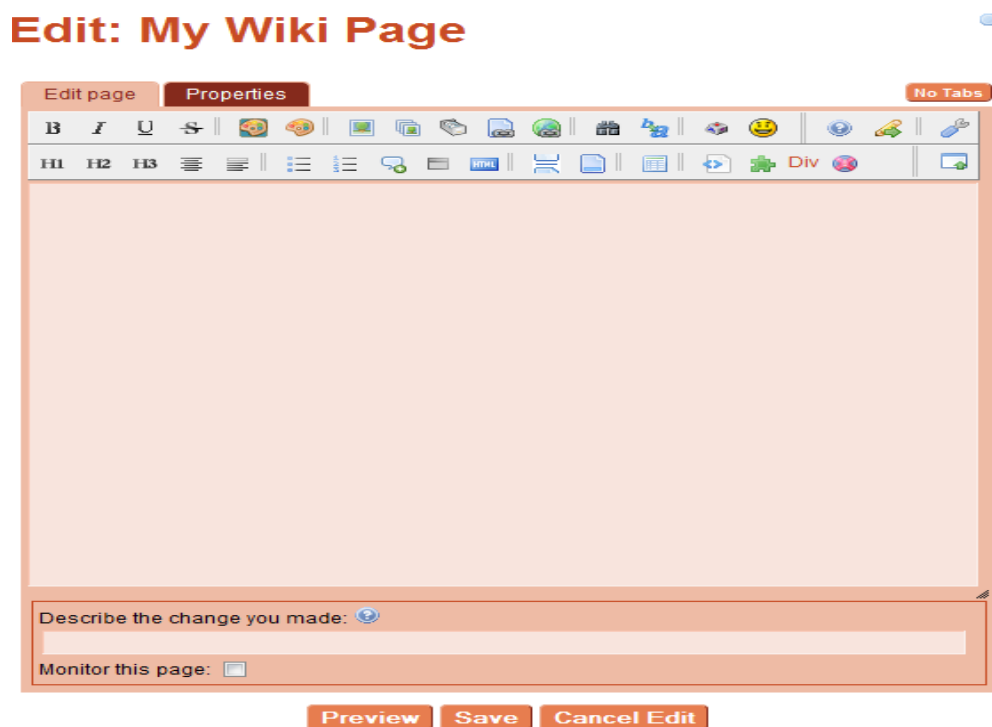 Edit: My Wiki Page
Edit page Properties No Tabs
B I U S
H1 H2 H3 HTML Div
Describe the change you made:
Monitor this page:
Preview Save Cancel Edit